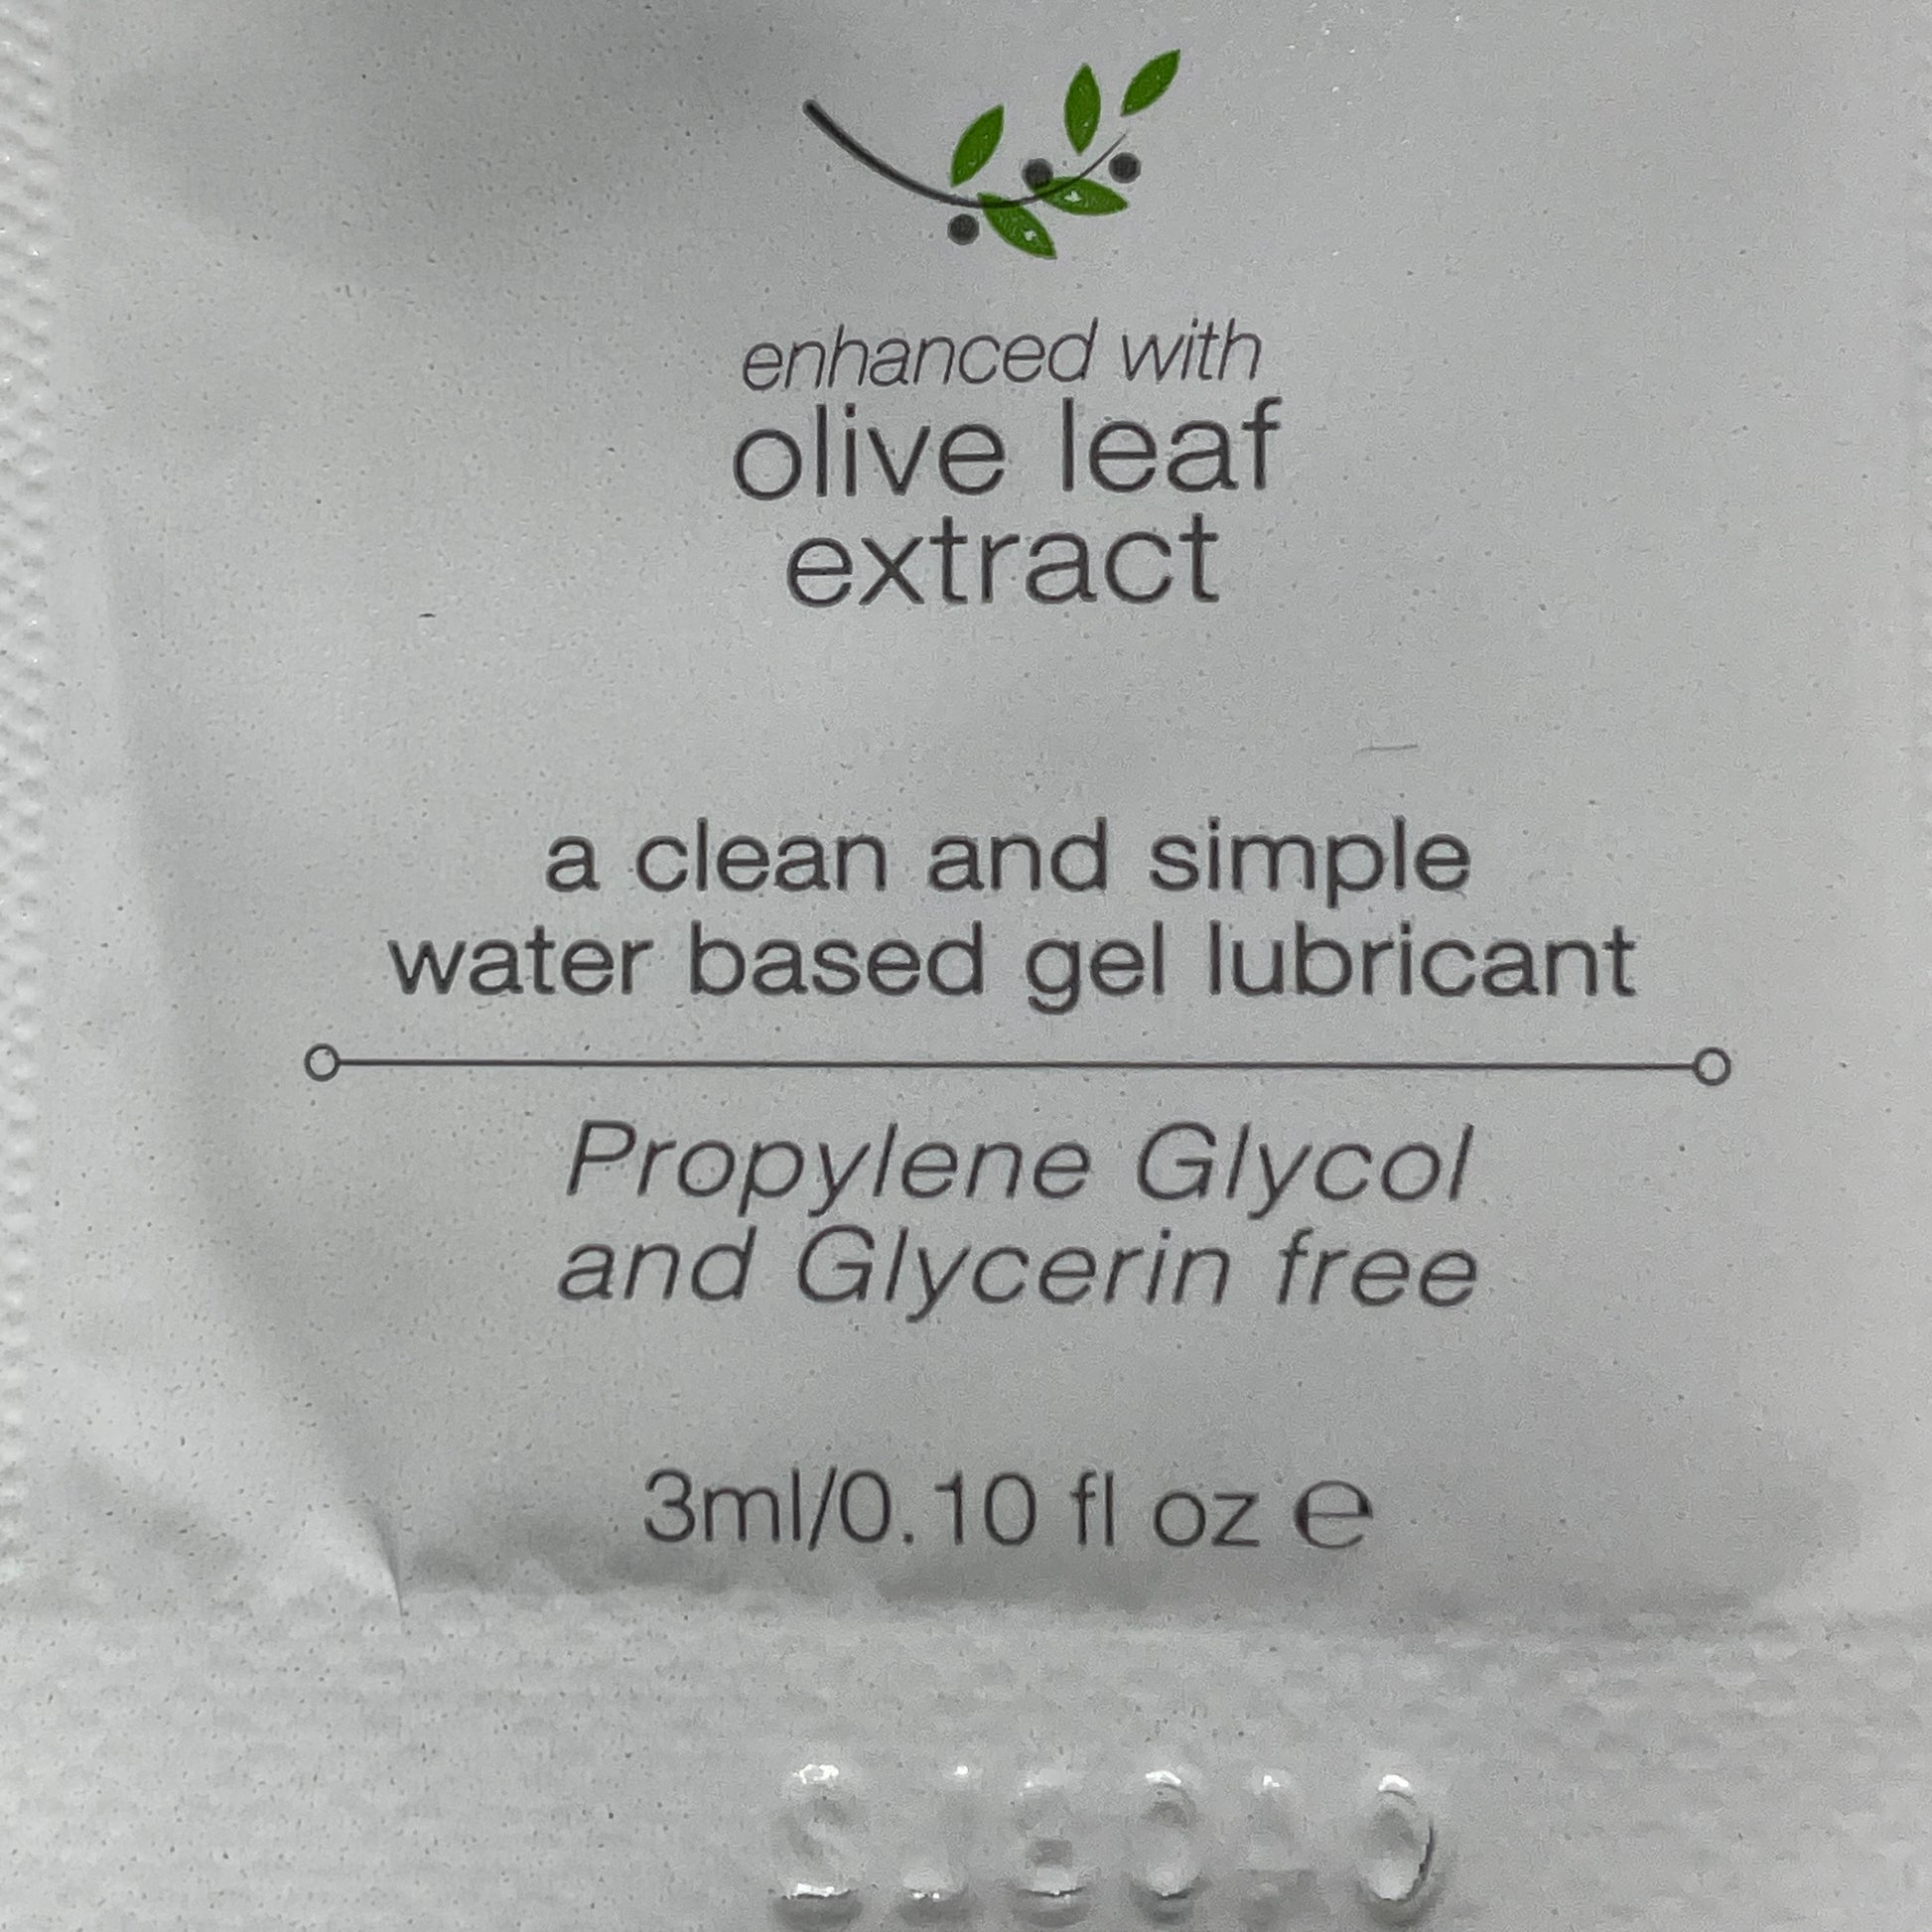 enhanced with
olive leaf
extract
a clean and simple
water based gel lubricant
Propylene Glycol
and Glycerin free
3ml/0.10 fl oz ℮